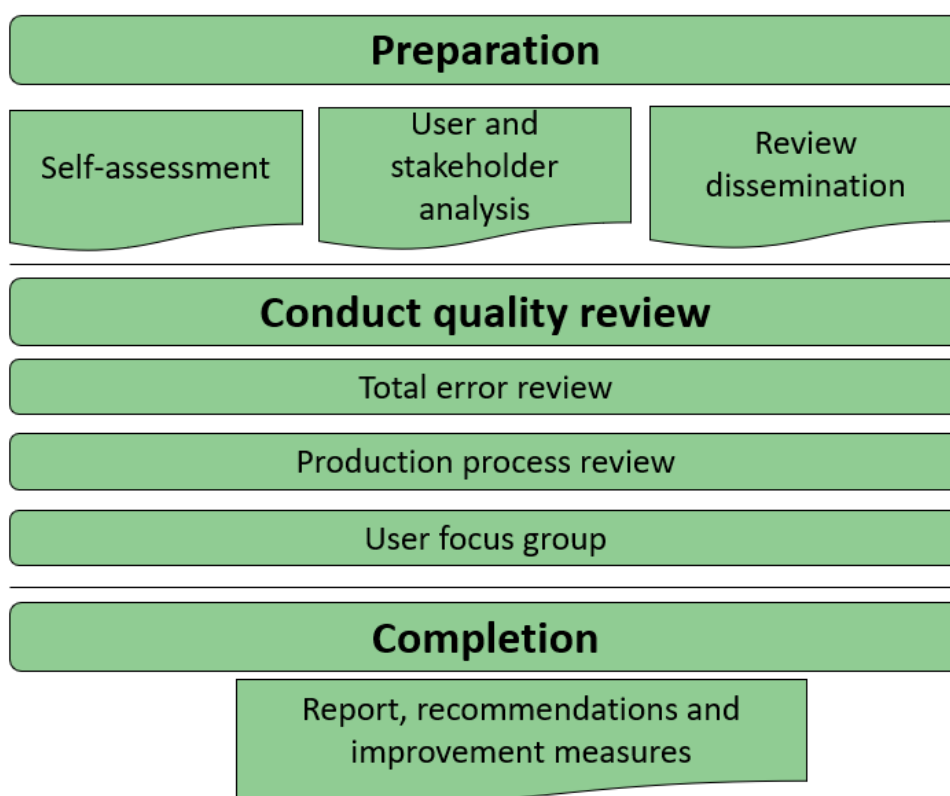 Preparation
Self-assessment
User and
stakeholder
analysis
Review
dissemination
Conduct quality review
Total error review
Production process review
User focus group
Completion
Report, recommendations and
improvement measures